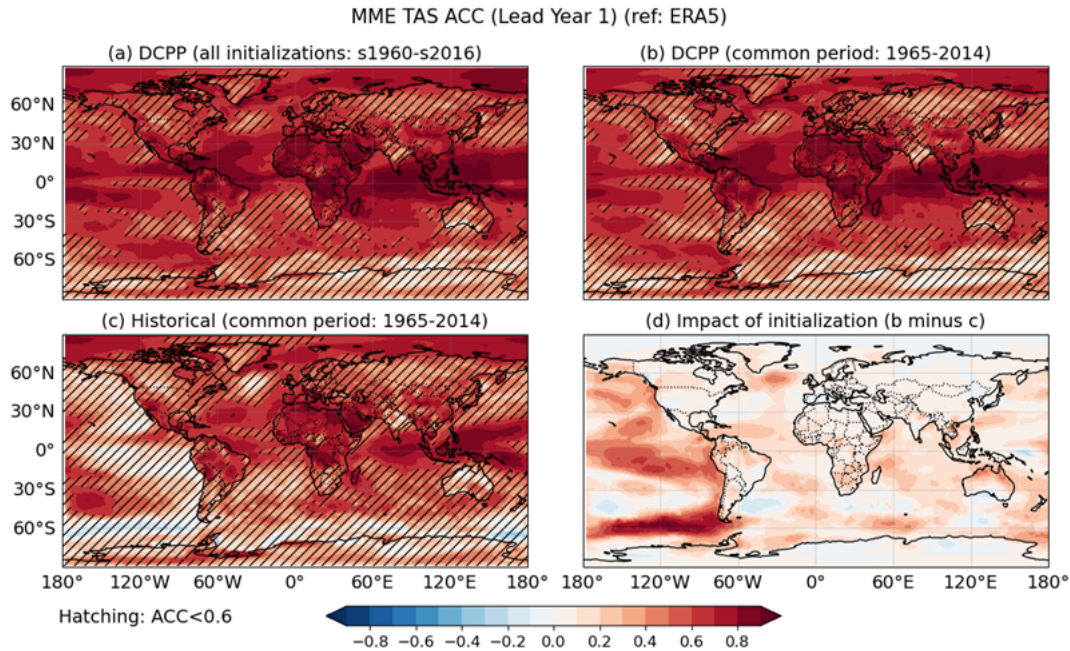 MME TAS ACC (Lead Year 1) (ref: ERA5)
(a) DCPP (all initializations: s1960-s2016)
(b) DCPP (common period: 1965-2014)
60°N
30°N
0°
30°S
60°S
(c) Historical (common period: 1965-2014)
(d) Impact of initialization (b minus c)
60°N
30°N
0°
30°S
60°S
180° 120°W 60°W 0° 60°E 120°E 180°
180° 120°W 60°W 0° 60°E 120°E 180°
Hatching: ACC<0.6
−0.8 −0.6 −0.4 −0.2 0.0 0.2 0.4 0.6 0.8